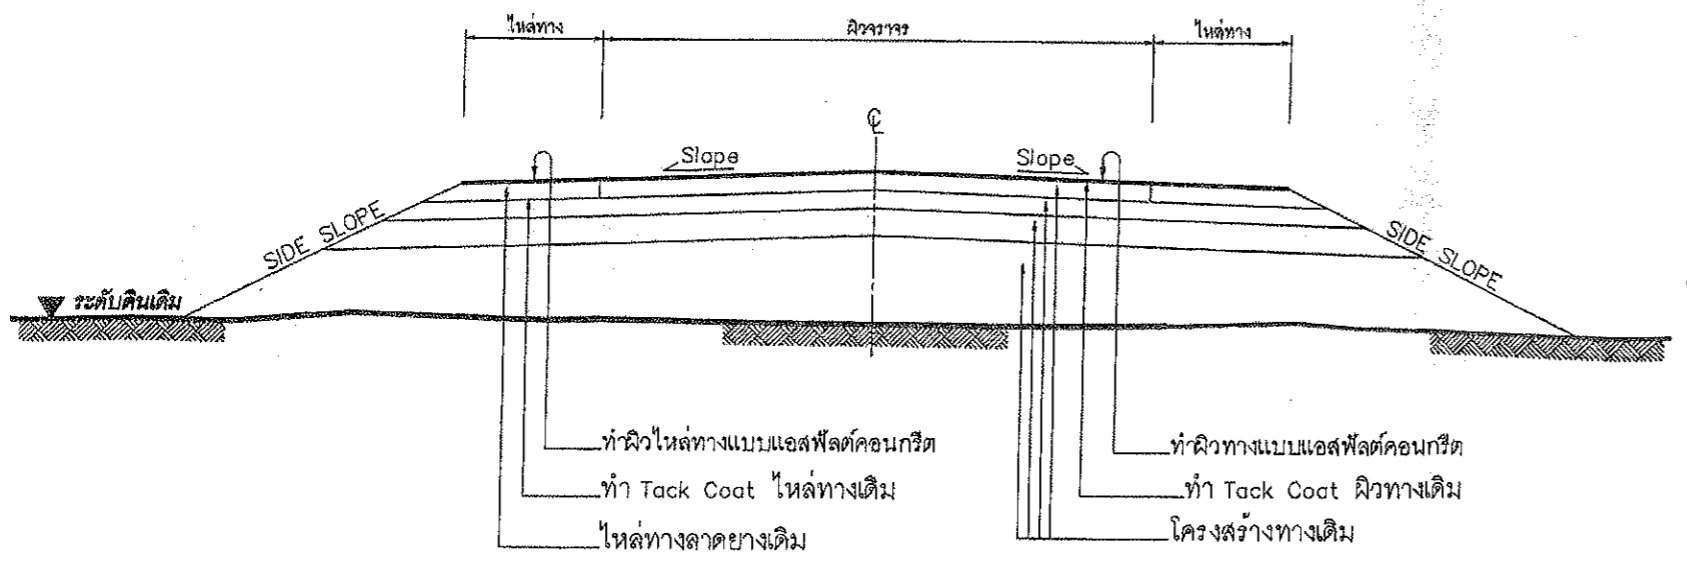 ไหล่ทาง ผิวจราจร ไหล่ทาง
℄
Slope Slope
SIDE SLOPE SIDE SLOPE
ระดับดินเดิม
ทำผิวไหล่ทางแบบแอสฟัลต์คอนกรีต ทำผิวทางแบบแอสฟัลต์คอนกรีต
ทำ Tack Coat ไหล่ทางเดิม ทำ Tack Coat ผิวทางเดิม
ไหล่ทางลาดยางเดิม โครงสร้างทางเดิม